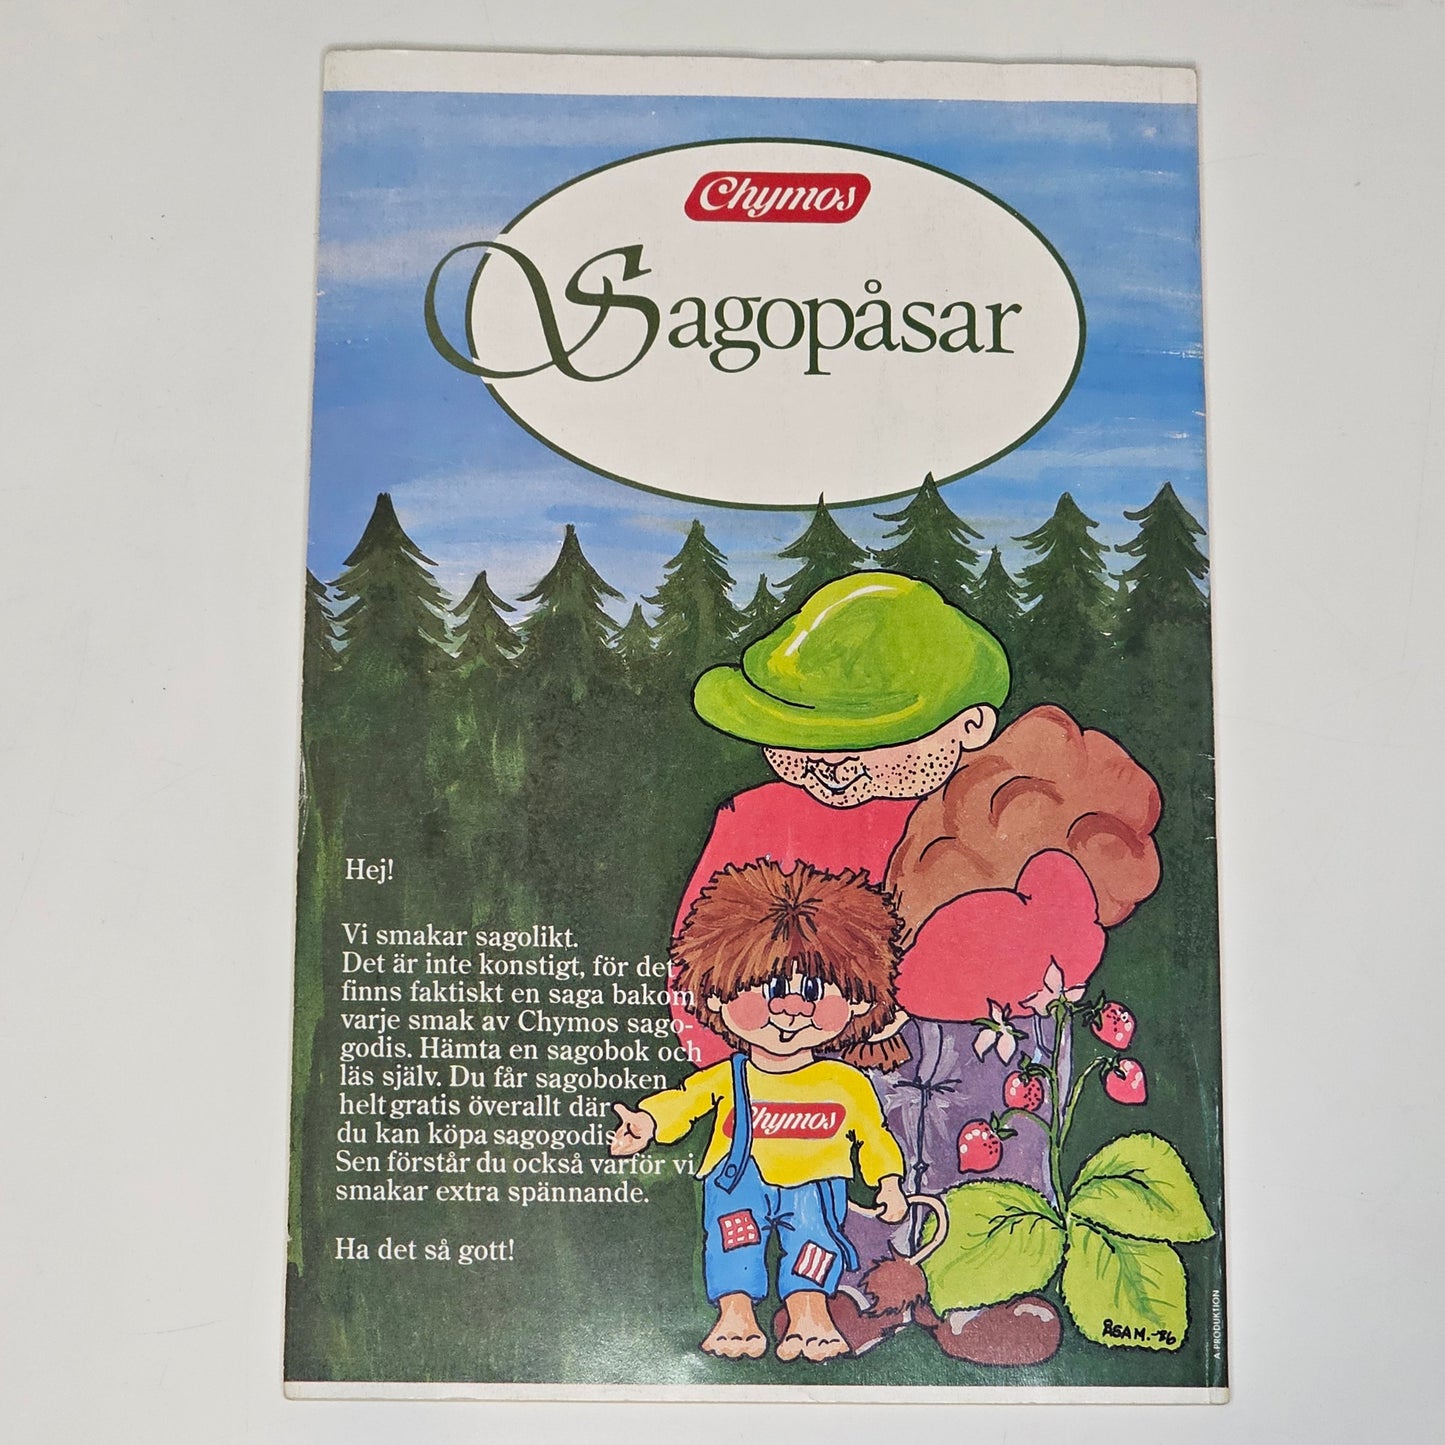 Chymos
Sagopåsar
Hej!
Vi smakar sagolikt.
Det är inte konstigt, för det
finns faktiskt en saga bakom
varje smak av Chymos sago-
godis. Hämta en sagobok och
läs själv. Du får sagoboken
helt gratis överallt där
du kan köpa sagogodis.
Sen förstår du också varför vi
smakar extra spännande.
Ha det så gott!
Chymos
ÅSA M. -86
A-PRODUKTION